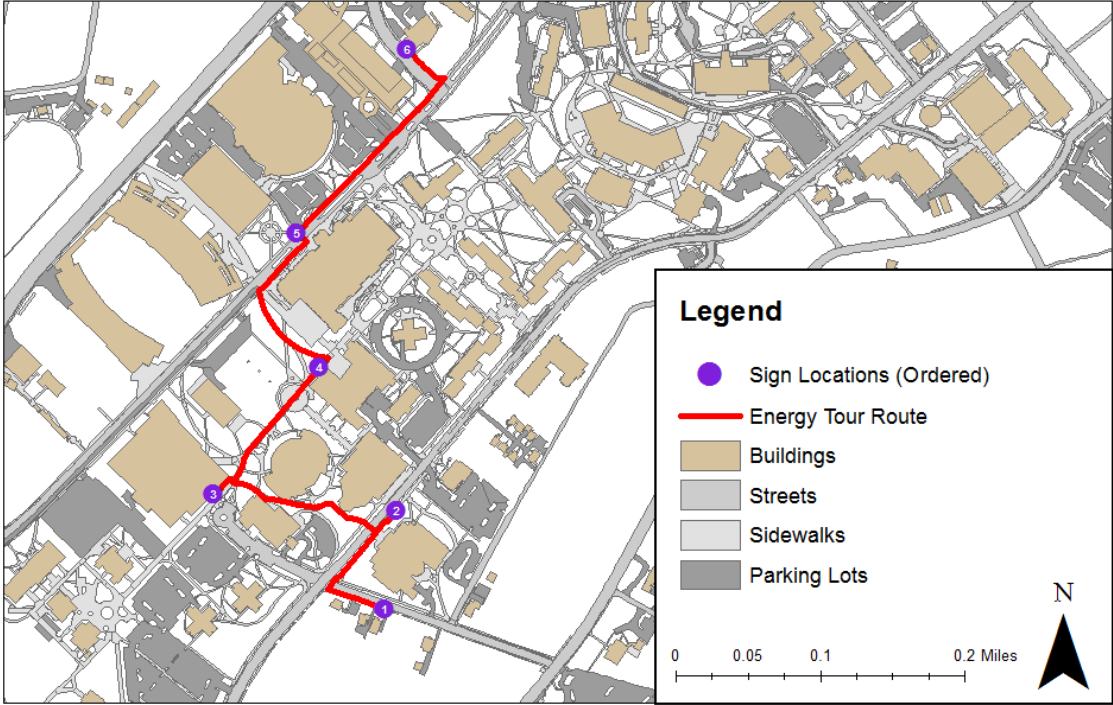 6
5
4
3
2
1
Legend
Sign Locations (Ordered)
Energy Tour Route
Buildings
Streets
Sidewalks
Parking Lots
N
0 0.05 0.1 0.2 Miles